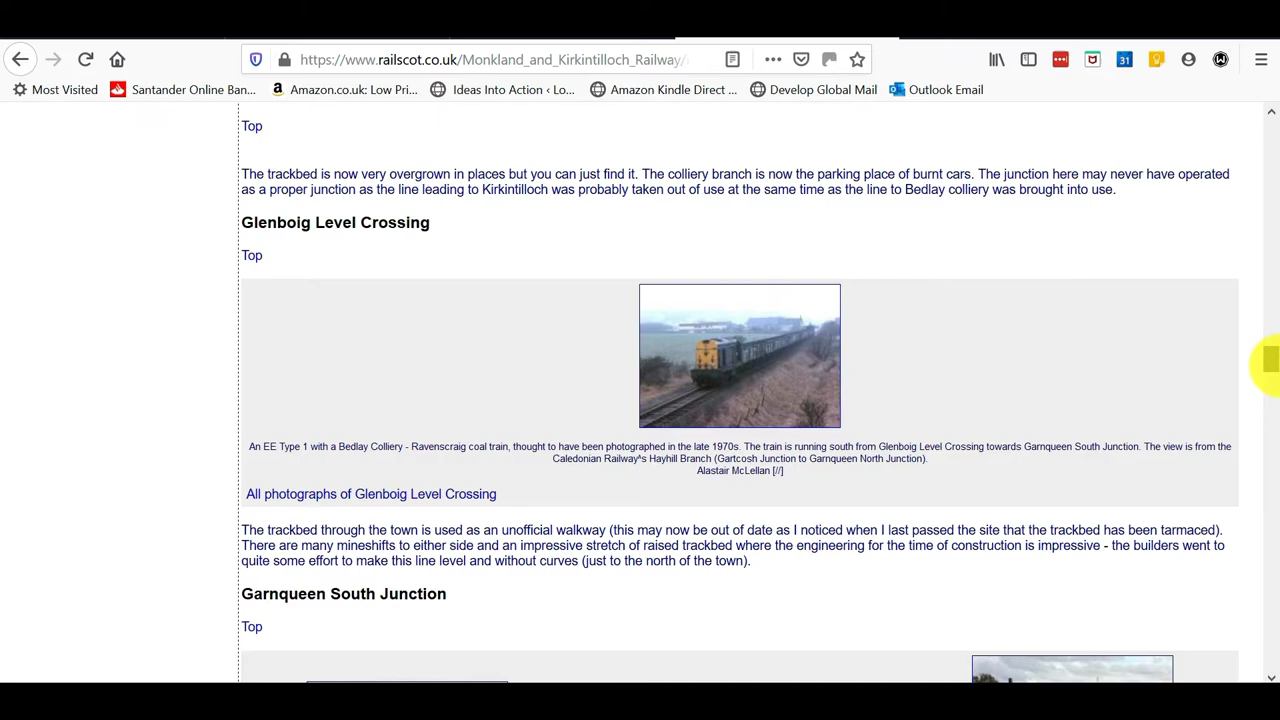 https://www.railscot.co.uk/Monkland_and_Kirkintilloch_Railway/
31
Most Visited
Santander Online Ban...
Amazon.co.uk: Low Pri...
Ideas Into Action < Lo...
Amazon Kindle Direct ...
Develop Global Mail
Outlook Email
Top
The trackbed is now very overgrown in places but you can just find it. The colliery branch is now the parking place of burnt cars. The junction here may never have operated
as a proper junction as the line leading to Kirkintilloch was probably taken out of use at the same time as the line to Bedlay colliery was brought into use.
Glenboig Level Crossing
Top
An EE Type 1 with a Bedlay Colliery - Ravenscraig coal train, thought to have been photographed in the late 1970s. The train is running south from Glenboig Level Crossing towards Garnqueen South Junction. The view is from the
Caledonian Railway^s Hayhill Branch (Gartcosh Junction to Garnqueen North Junction).
Alastair McLellan [//]
All photographs of Glenboig Level Crossing
The trackbed through the town is used as an unofficial walkway (this may now be out of date as I noticed when I last passed the site that the trackbed has been tarmaced).
There are many mineshifts to either side and an impressive stretch of raised trackbed where the engineering for the time of construction is impressive - the builders went to
quite some effort to make this line level and without curves (just to the north of the town).
Garnqueen South Junction
Top